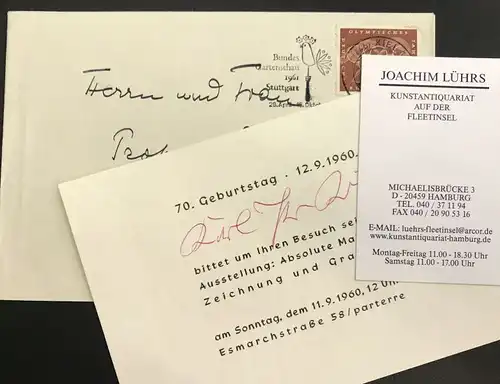 Bundes
Gartenschau
1961
Stuttgart
OLYMPISCHES
Herrn und Frau
JOACHIM LÜHRS
KUNSTANTIQUARIAT
AUF DER
FLEETINSEL
MICHAELISBRÜCKE 3
D - 20459 HAMBURG
TEL. 040 / 37 11 94
FAX 040 / 20 90 53 16
E-MAIL: luehrs-fleetinsel@arcor.de
www.kunstantiquariat-hamburg.de
Montag-Freitag 11.00 - 18.30 Uhr
Samstag 11.00 - 17.00 Uhr
70. Geburtstag · 12.9.1960,
bittet um Ihren Besuch
Ausstellung: Absolute
Zeichnung und
am Sonntag, dem 11.9.1960, 12
Esmarchstraße 58/parterre